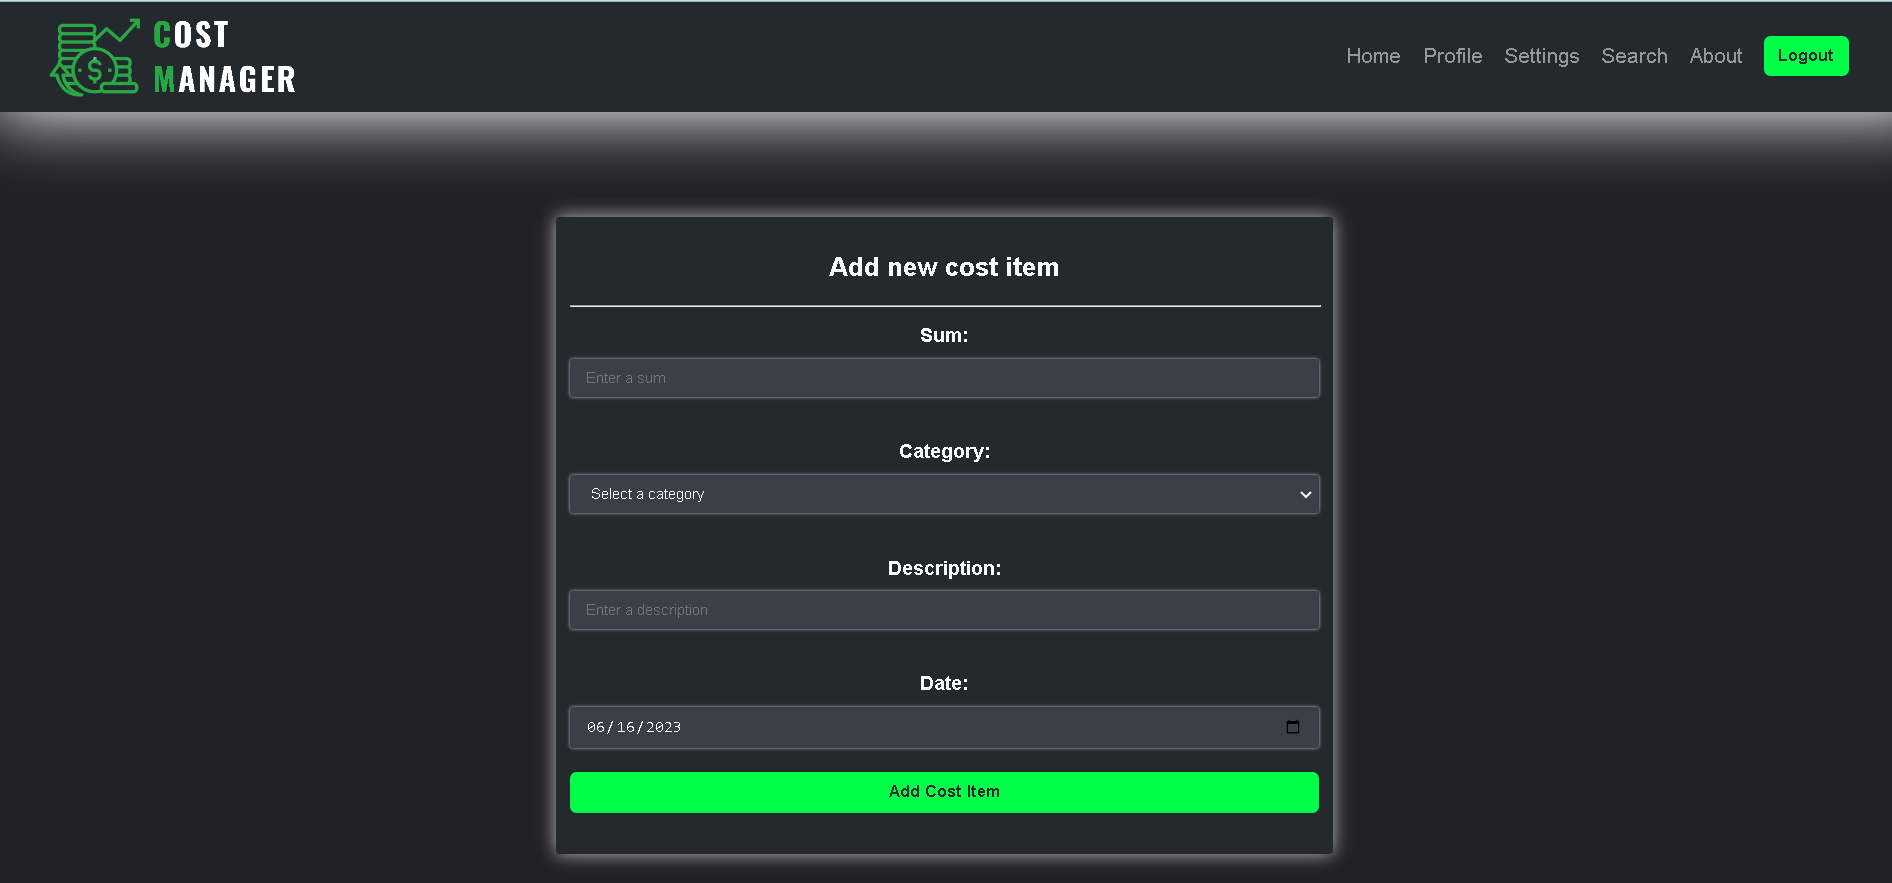 COST
MANAGER
Home Profile Settings Search About Logout
Add new cost item
Sum:
Enter a sum
Category:
Select a category
Description:
Enter a description
Date:
06/16/2023
Add Cost Item